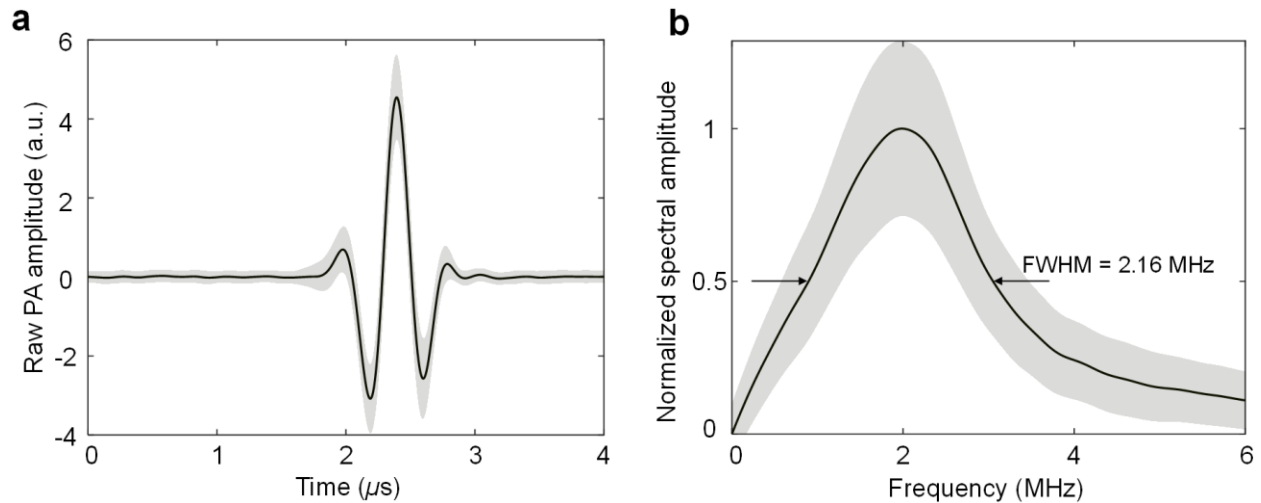 a
6
4
2
0
-2
-4
0 1 2 3 4
Raw PA amplitude (a.u.)
Time (µs)
b
1
0.5
0
0 2 4 6
Normalized spectral amplitude
FWHM = 2.16 MHz
Frequency (MHz)